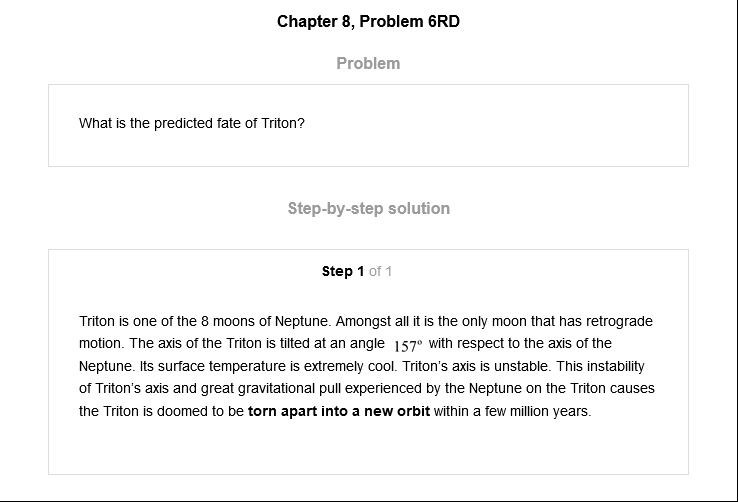 Chapter 8, Problem 6RD
Problem
What is the predicted fate of Triton?
Step-by-step solution
Step 1 of 1
Triton is one of the 8 moons of Neptune. Amongst all it is the only moon that has retrograde
motion. The axis of the Triton is tilted at an angle 157° with respect to the axis of the
Neptune. Its surface temperature is extremely cool. Triton's axis is unstable. This instability
of Triton's axis and great gravitational pull experienced by the Neptune on the Triton causes
the Triton is doomed to be torn apart into a new orbit within a few million years.